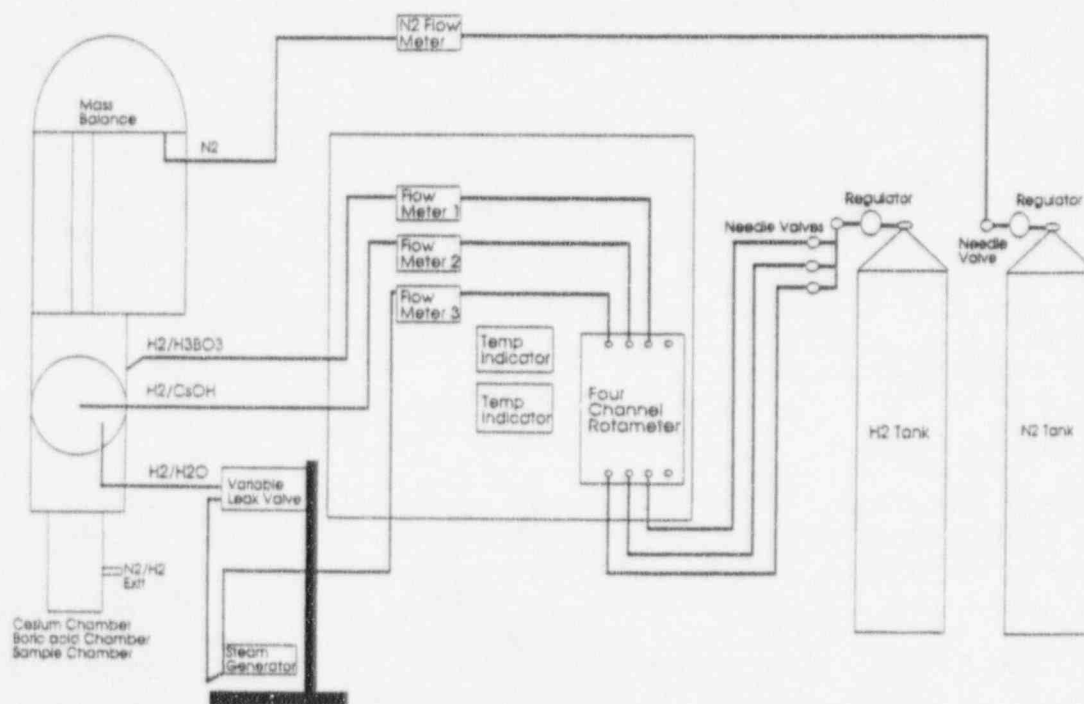 N2 Flow
Meter
Mass
Balance
N2
Flow
Meter 1
Regulator
Regulator
Needle Valves
Needle
Valve
Flow
Meter 2
Flow
Meter 3
H2/H3BO3
Temp
Indicator
H2/CsOH
Temp
Indicator
Four
Channel
Rotameter
H2 Tank
N2 Tank
H2/H2O
Variable
Leak Valve
N2/H2
Exit
Cesium Chamber
Boric acid Chamber
Sample Chamber
Steam
Generator